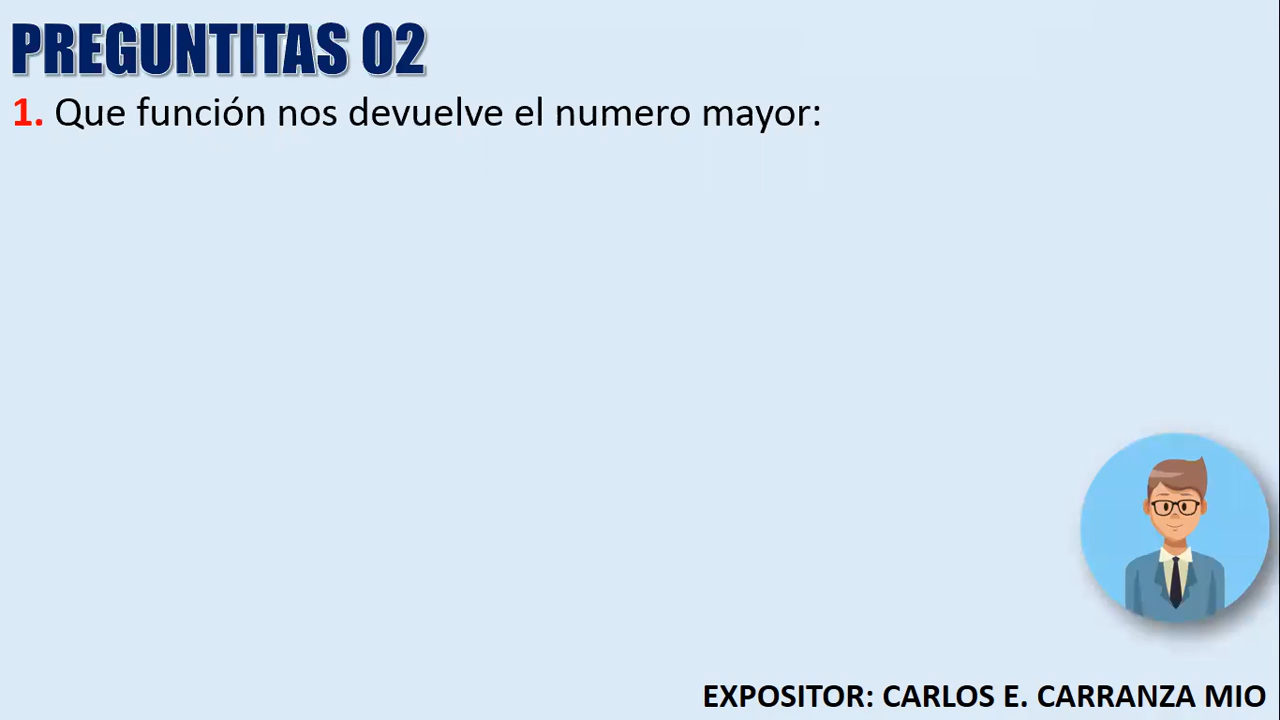 PREGUNTITAS 02
1. Que función nos devuelve el numero mayor:
EXPOSITOR: CARLOS E. CARRANZA MIO